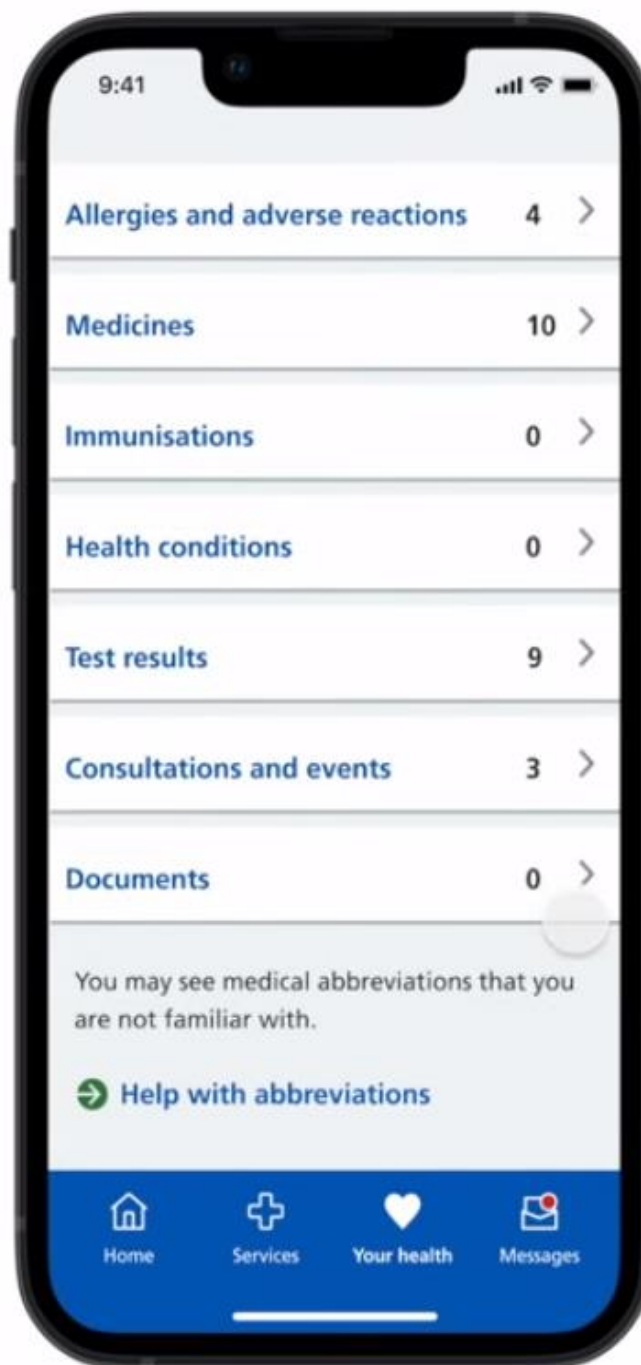 9:41
Allergies and adverse reactions 4
Medicines 10
Immunisations 0
Health conditions 0
Test results 9
Consultations and events 3
Documents 0
You may see medical abbreviations that you
are not familiar with.
Help with abbreviations
Home Services Your health Messages